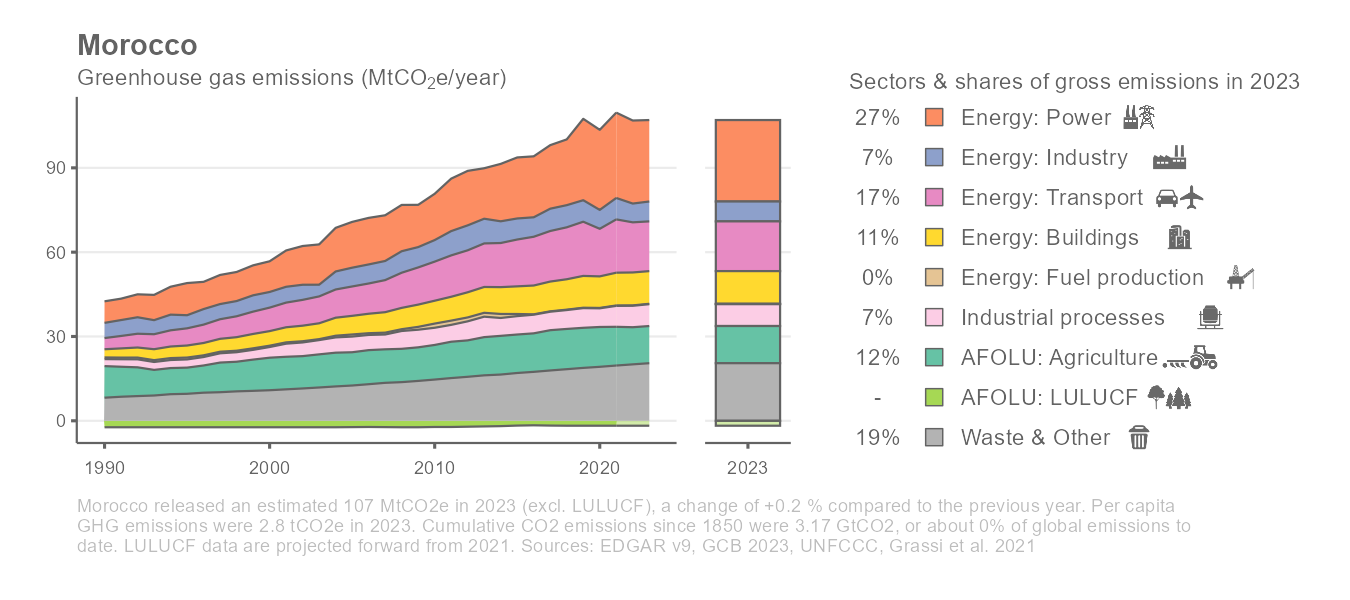 Morocco
Greenhouse gas emissions (MtCO₂e/year)
90
60
30
0
1990
2000
2010
2020
2023
Sectors & shares of gross emissions in 2023
27% Energy: Power
7% Energy: Industry
17% Energy: Transport
11% Energy: Buildings
0% Energy: Fuel production
7% Industrial processes
12% AFOLU: Agriculture
- AFOLU: LULUCF
19% Waste & Other
Morocco released an estimated 107 MtCO2e in 2023 (excl. LULUCF), a change of +0.2 % compared to the previous year. Per capita
GHG emissions were 2.8 tCO2e in 2023. Cumulative CO2 emissions since 1850 were 3.17 GtCO2, or about 0% of global emissions to
date. LULUCF data are projected forward from 2021. Sources: EDGAR v9, GCB 2023, UNFCCC, Grassi et al. 2021